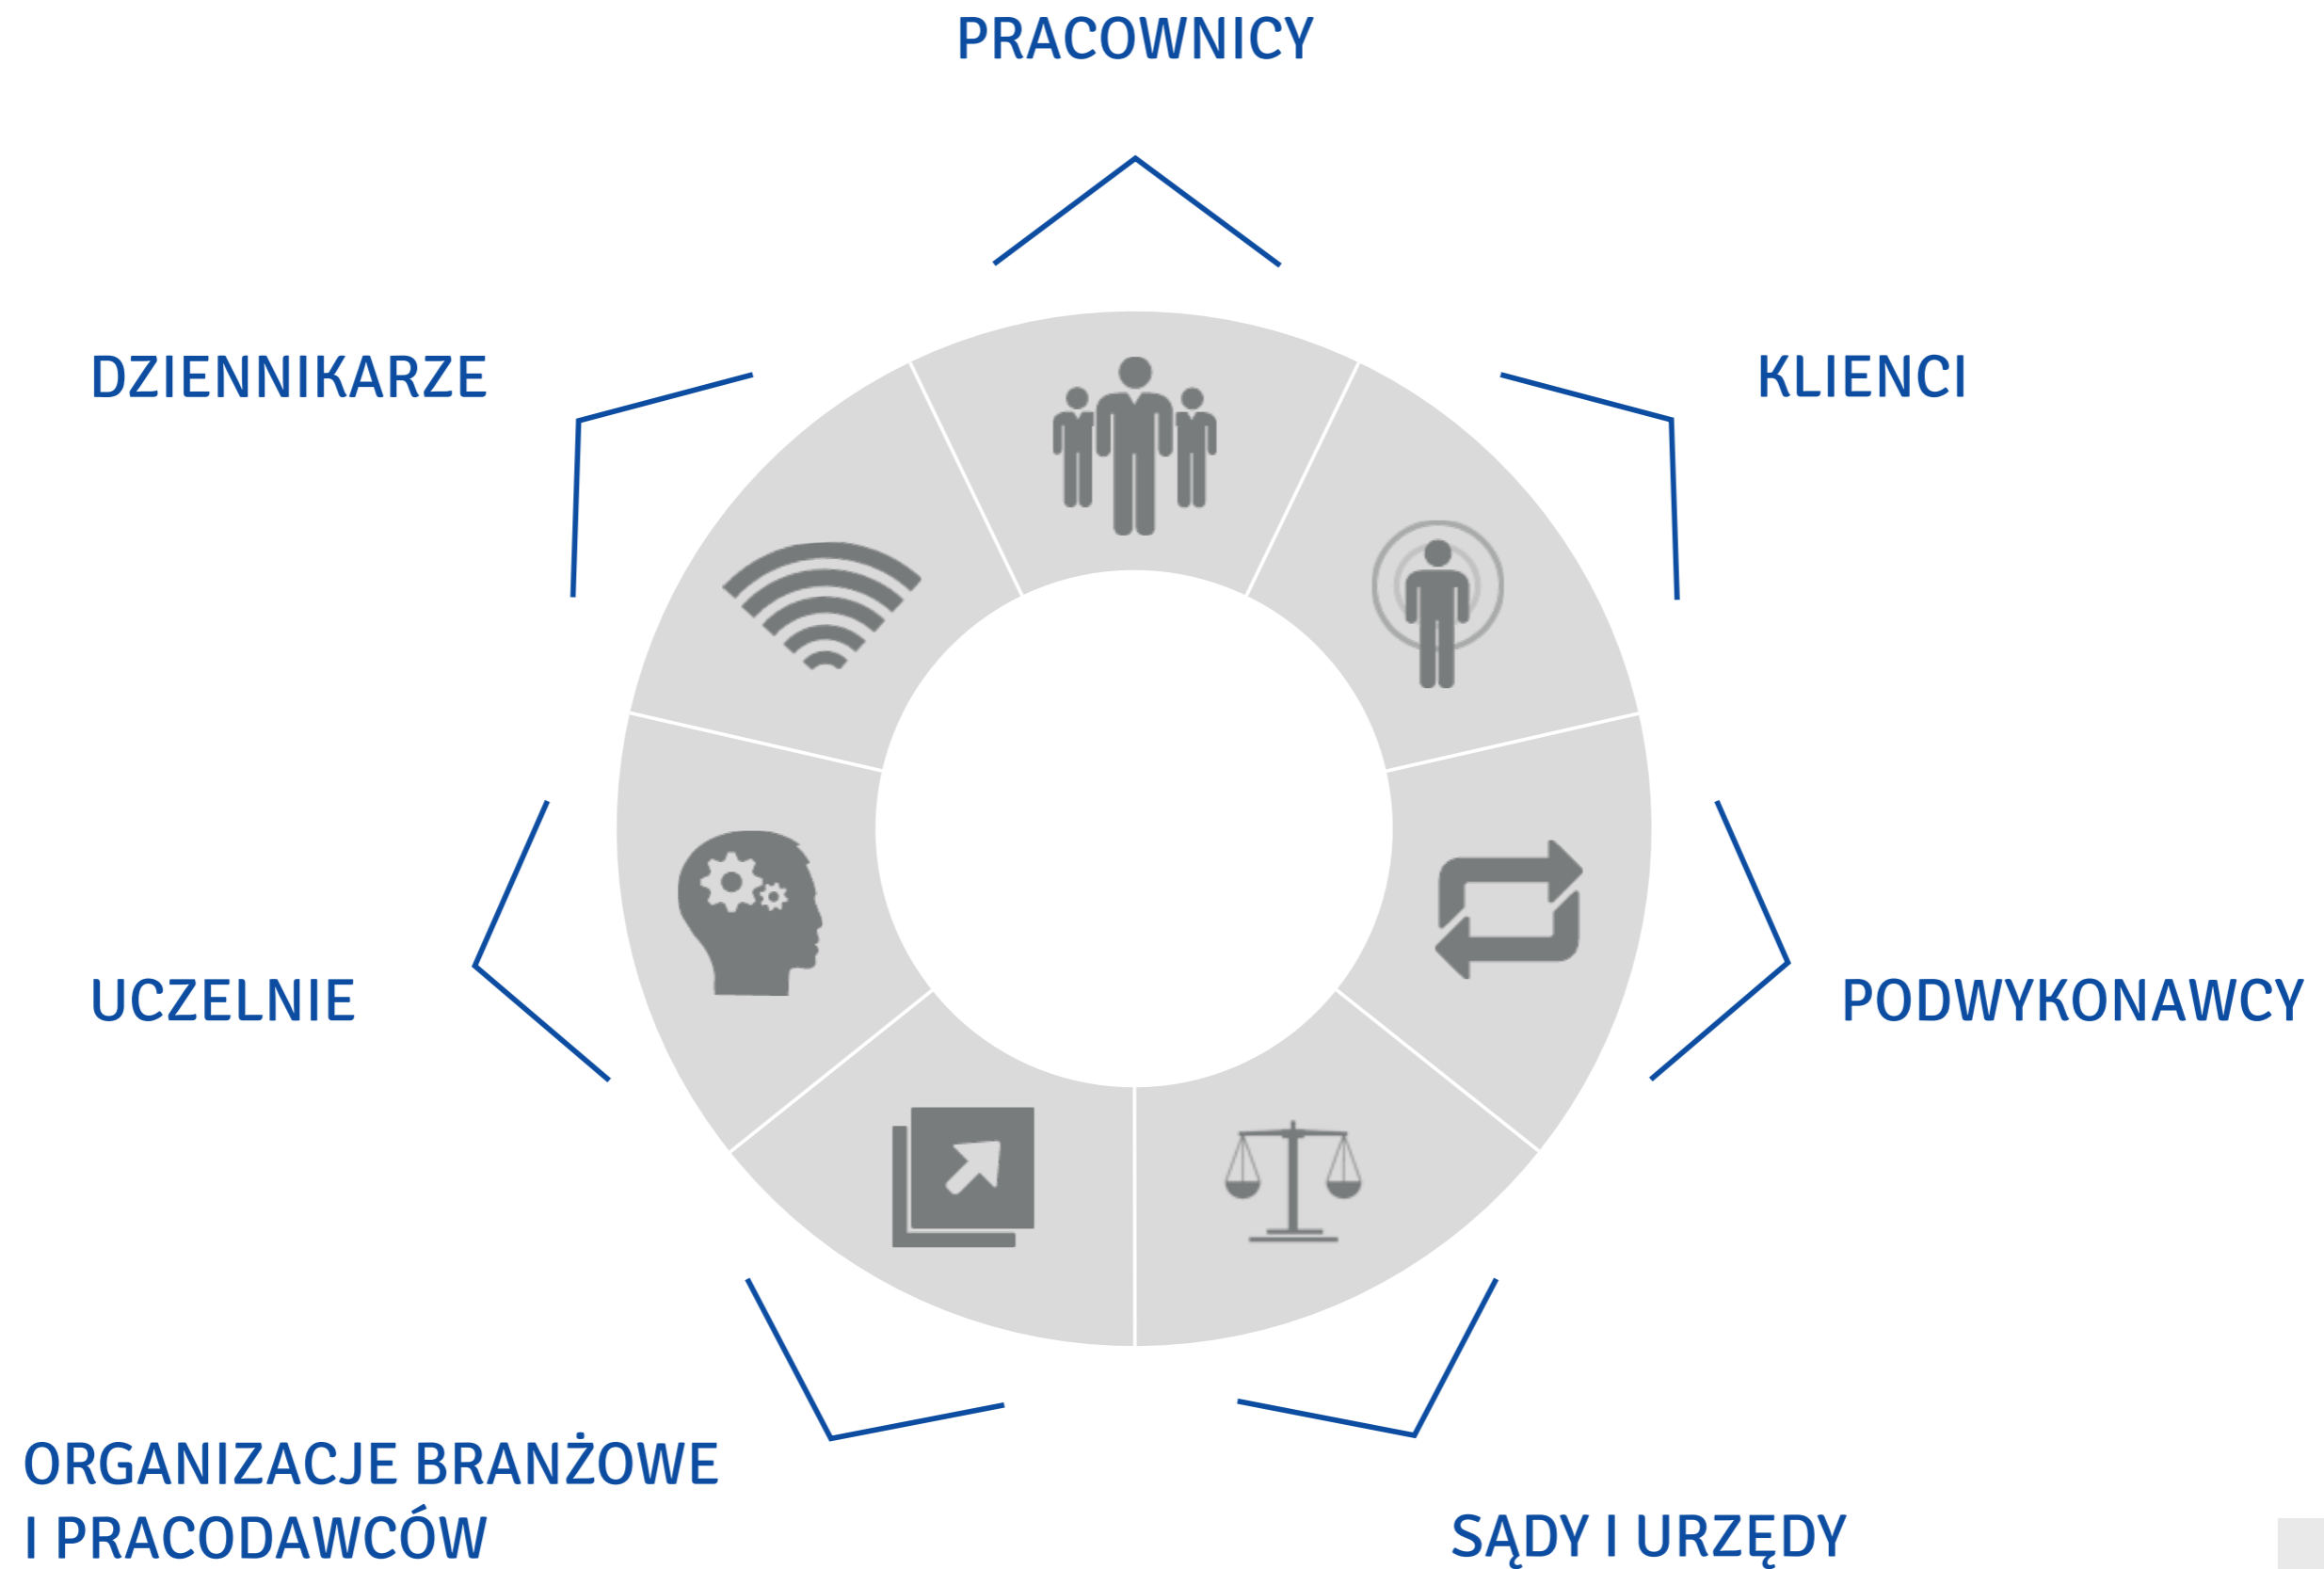 PRACOWNICY
DZIENNIKARZE
KLIENCI
UCZELNIE
PODWYKONAWCY
ORGANIZACJE BRANŻOWE
I PRACODAWCÓW
SĄDY I URZĘDY